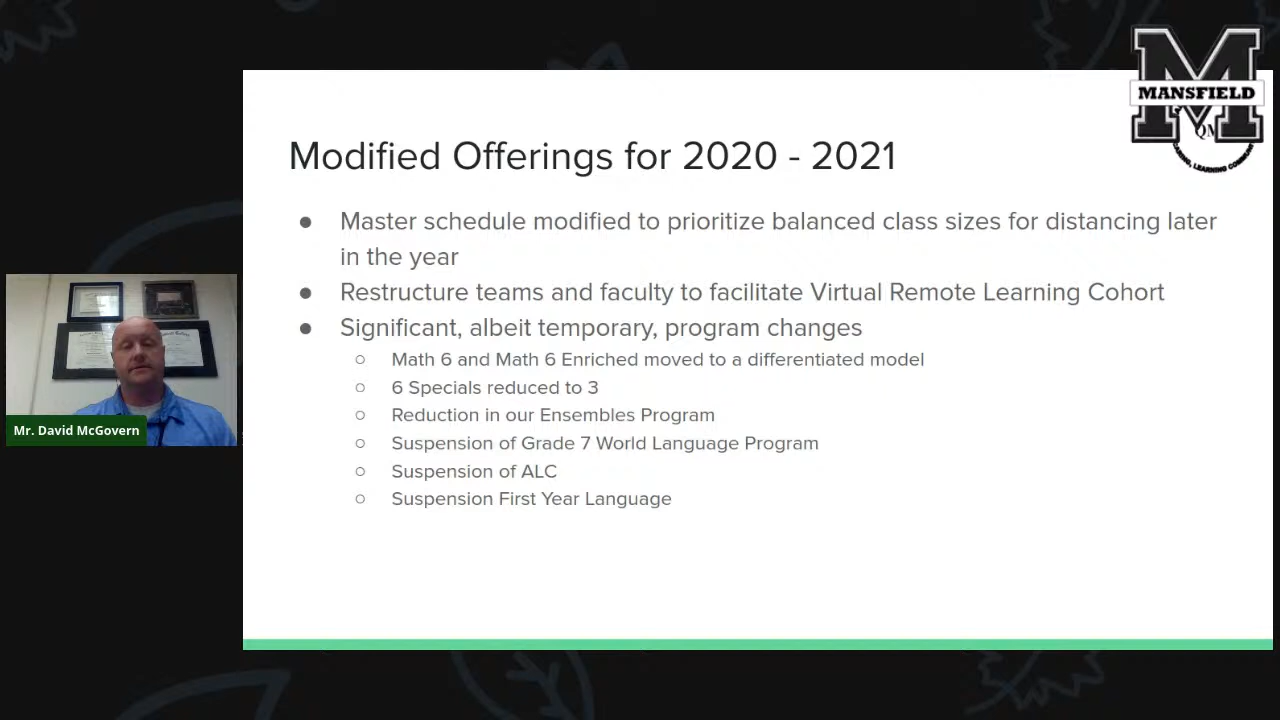 MANSFIELD
Modified Offerings for 2020 - 2021
● Master schedule modified to prioritize balanced class sizes for distancing later
in the year
● Restructure teams and faculty to facilitate Virtual Remote Learning Cohort
● Significant, albeit temporary, program changes
○ Math 6 and Math 6 Enriched moved to a differentiated model
○ 6 Specials reduced to 3
○ Reduction in our Ensembles Program
○ Suspension of Grade 7 World Language Program
○ Suspension of ALC
○ Suspension First Year Language
Mr. David McGovern